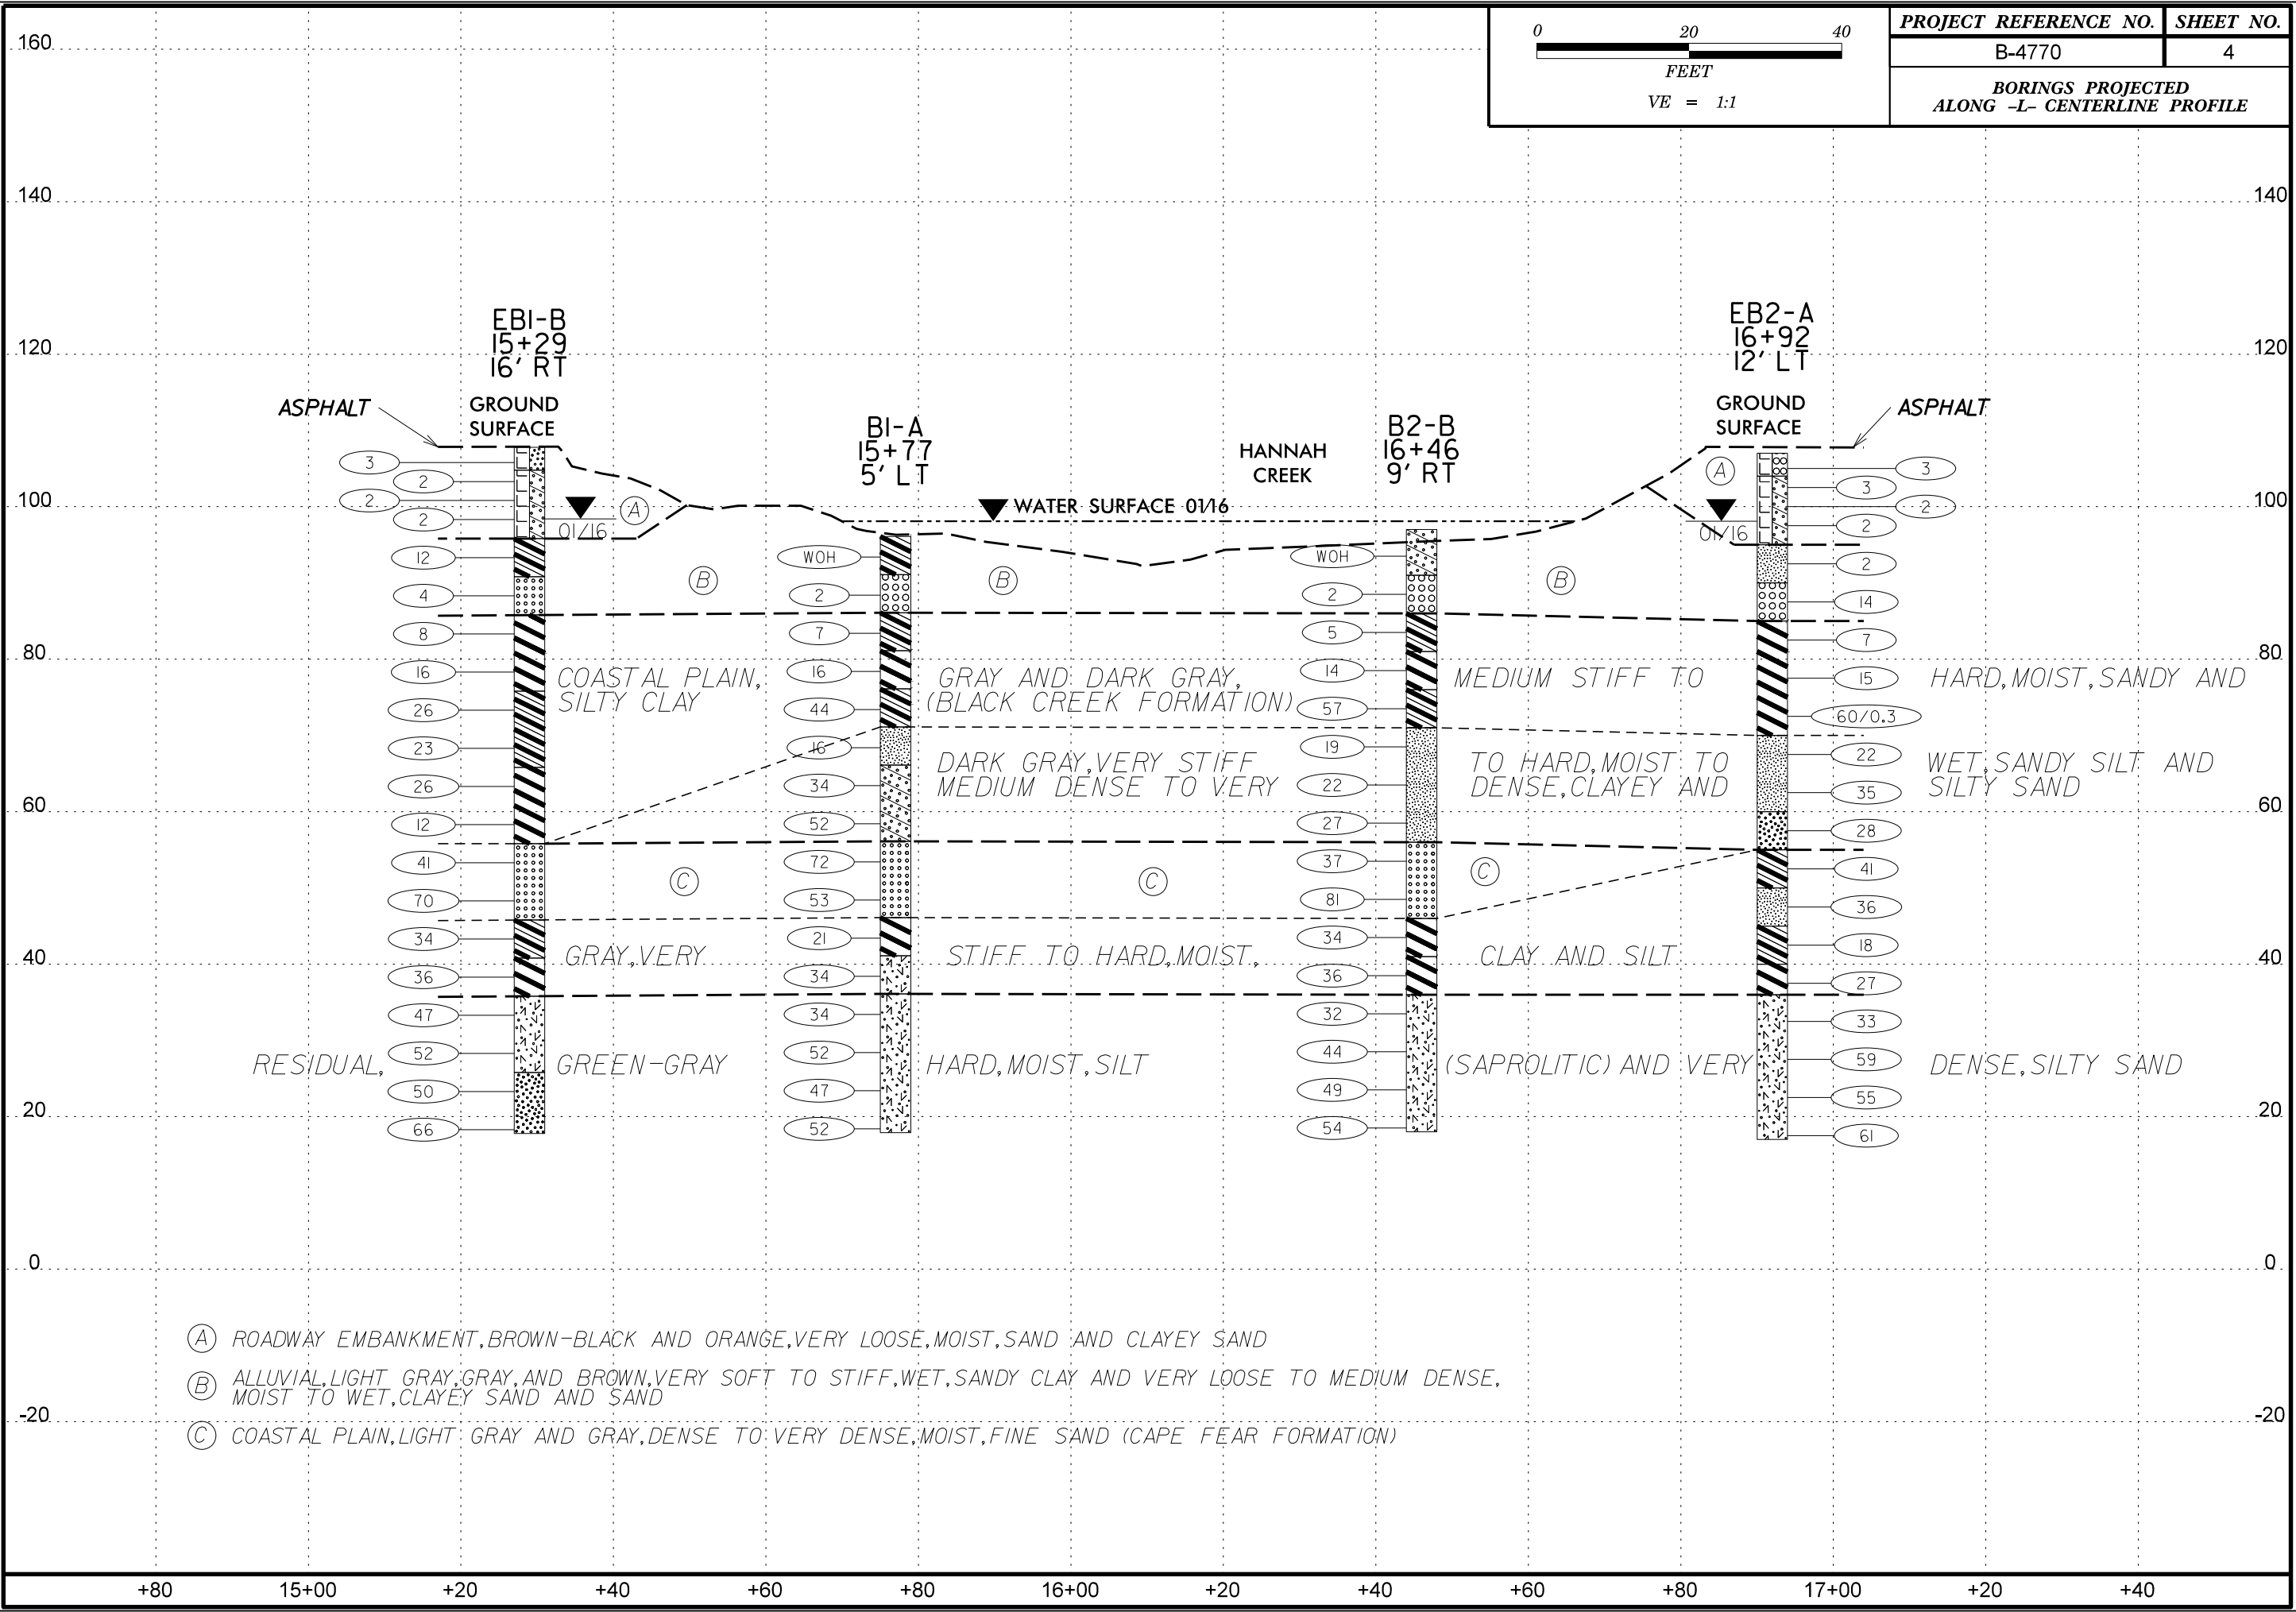 0 20 40
FEET
VE = 1:1
PROJECT REFERENCE NO. SHEET NO.
B-4770 4
BORINGS PROJECTED
ALONG -L- CENTERLINE PROFILE
160
140 140
120 120
100 100
80 80
60 60
40 40
20 20
0 0
-20 -20
EB1-B
15+29
16' RT
GROUND
SURFACE
ASPHALT
3
2
2
2
12
4
8
16
26
23
26
12
41
70
34
36
47
52
50
66
01/16
A
B1-A
15+77
5' LT
WOH
2
7
16
44
16
34
52
72
53
21
34
34
52
47
52
HANNAH
CREEK
WATER SURFACE 01/16
B2-B
16+46
9' RT
WOH
2
5
14
57
19
22
27
37
81
34
36
32
44
49
54
EB2-A
16+92
12' LT
GROUND
SURFACE
ASPHALT
A
01/16
3
3
2
2
2
14
7
15
60/0.3
22
35
28
41
36
18
27
33
59
55
61
B B B
COASTAL PLAIN, GRAY AND DARK GRAY, MEDIUM STIFF TO HARD, MOIST, SANDY AND
SILTY CLAY (BLACK CREEK FORMATION)
DARK GRAY, VERY STIFF TO HARD, MOIST TO WET, SANDY SILT AND
MEDIUM DENSE TO VERY DENSE, CLAYEY AND SILTY SAND
C C C
GRAY, VERY STIFF TO HARD, MOIST, CLAY AND SILT
RESIDUAL, GREEN-GRAY HARD, MOIST, SILT (SAPROLITIC) AND VERY DENSE, SILTY SAND
A ROADWAY EMBANKMENT, BROWN-BLACK AND ORANGE, VERY LOOSE, MOIST, SAND AND CLAYEY SAND
B ALLUVIAL, LIGHT GRAY, GRAY, AND BROWN, VERY SOFT TO STIFF, WET, SANDY CLAY AND VERY LOOSE TO MEDIUM DENSE,
MOIST TO WET, CLAYEY SAND AND SAND
C COASTAL PLAIN, LIGHT GRAY AND GRAY, DENSE TO VERY DENSE, MOIST, FINE SAND (CAPE FEAR FORMATION)
+80 15+00 +20 +40 +60 +80 16+00 +20 +40 +60 +80 17+00 +20 +40